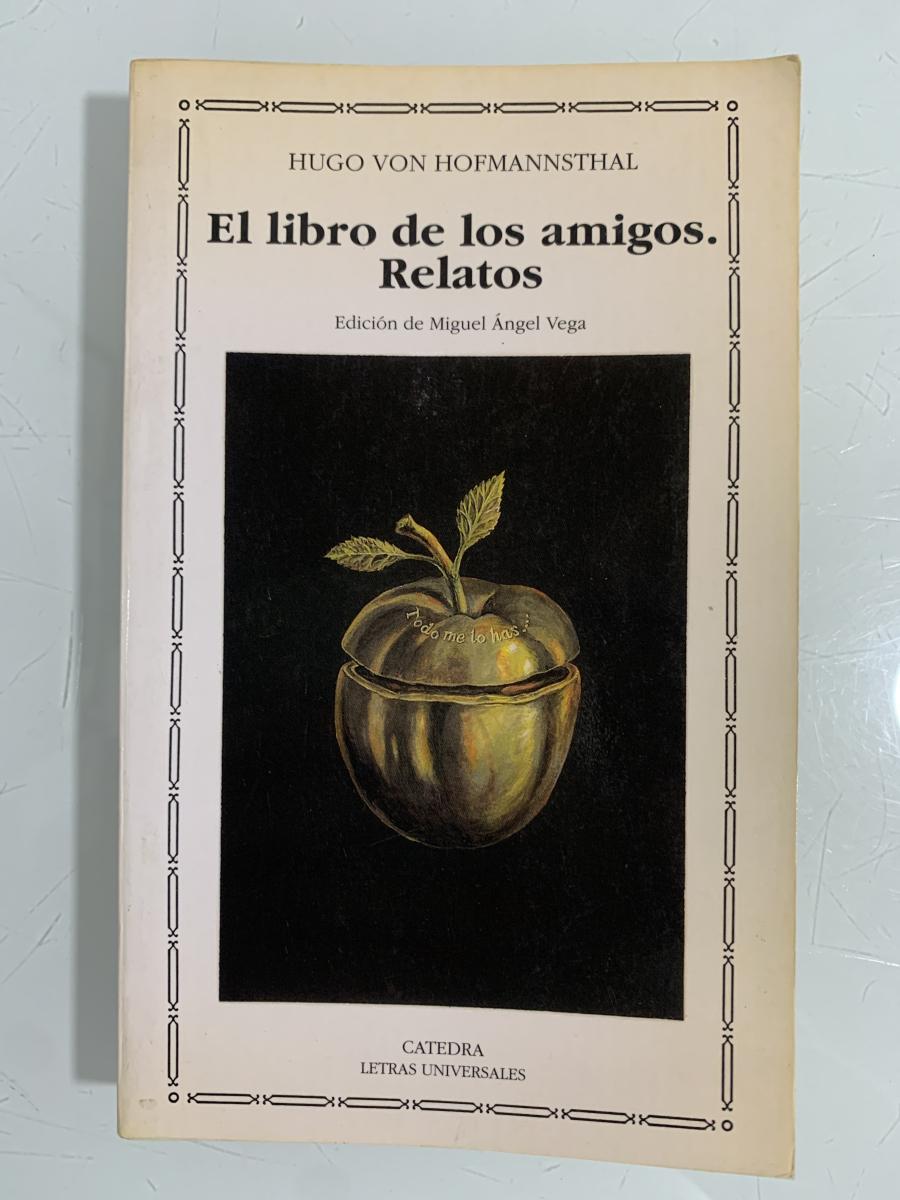 HUGO VON HOFMANNSTHAL
El libro de los amigos.
Relatos
Edición de Miguel Ángel Vega
Todo me lo has...
CATEDRA
LETRAS UNIVERSALES